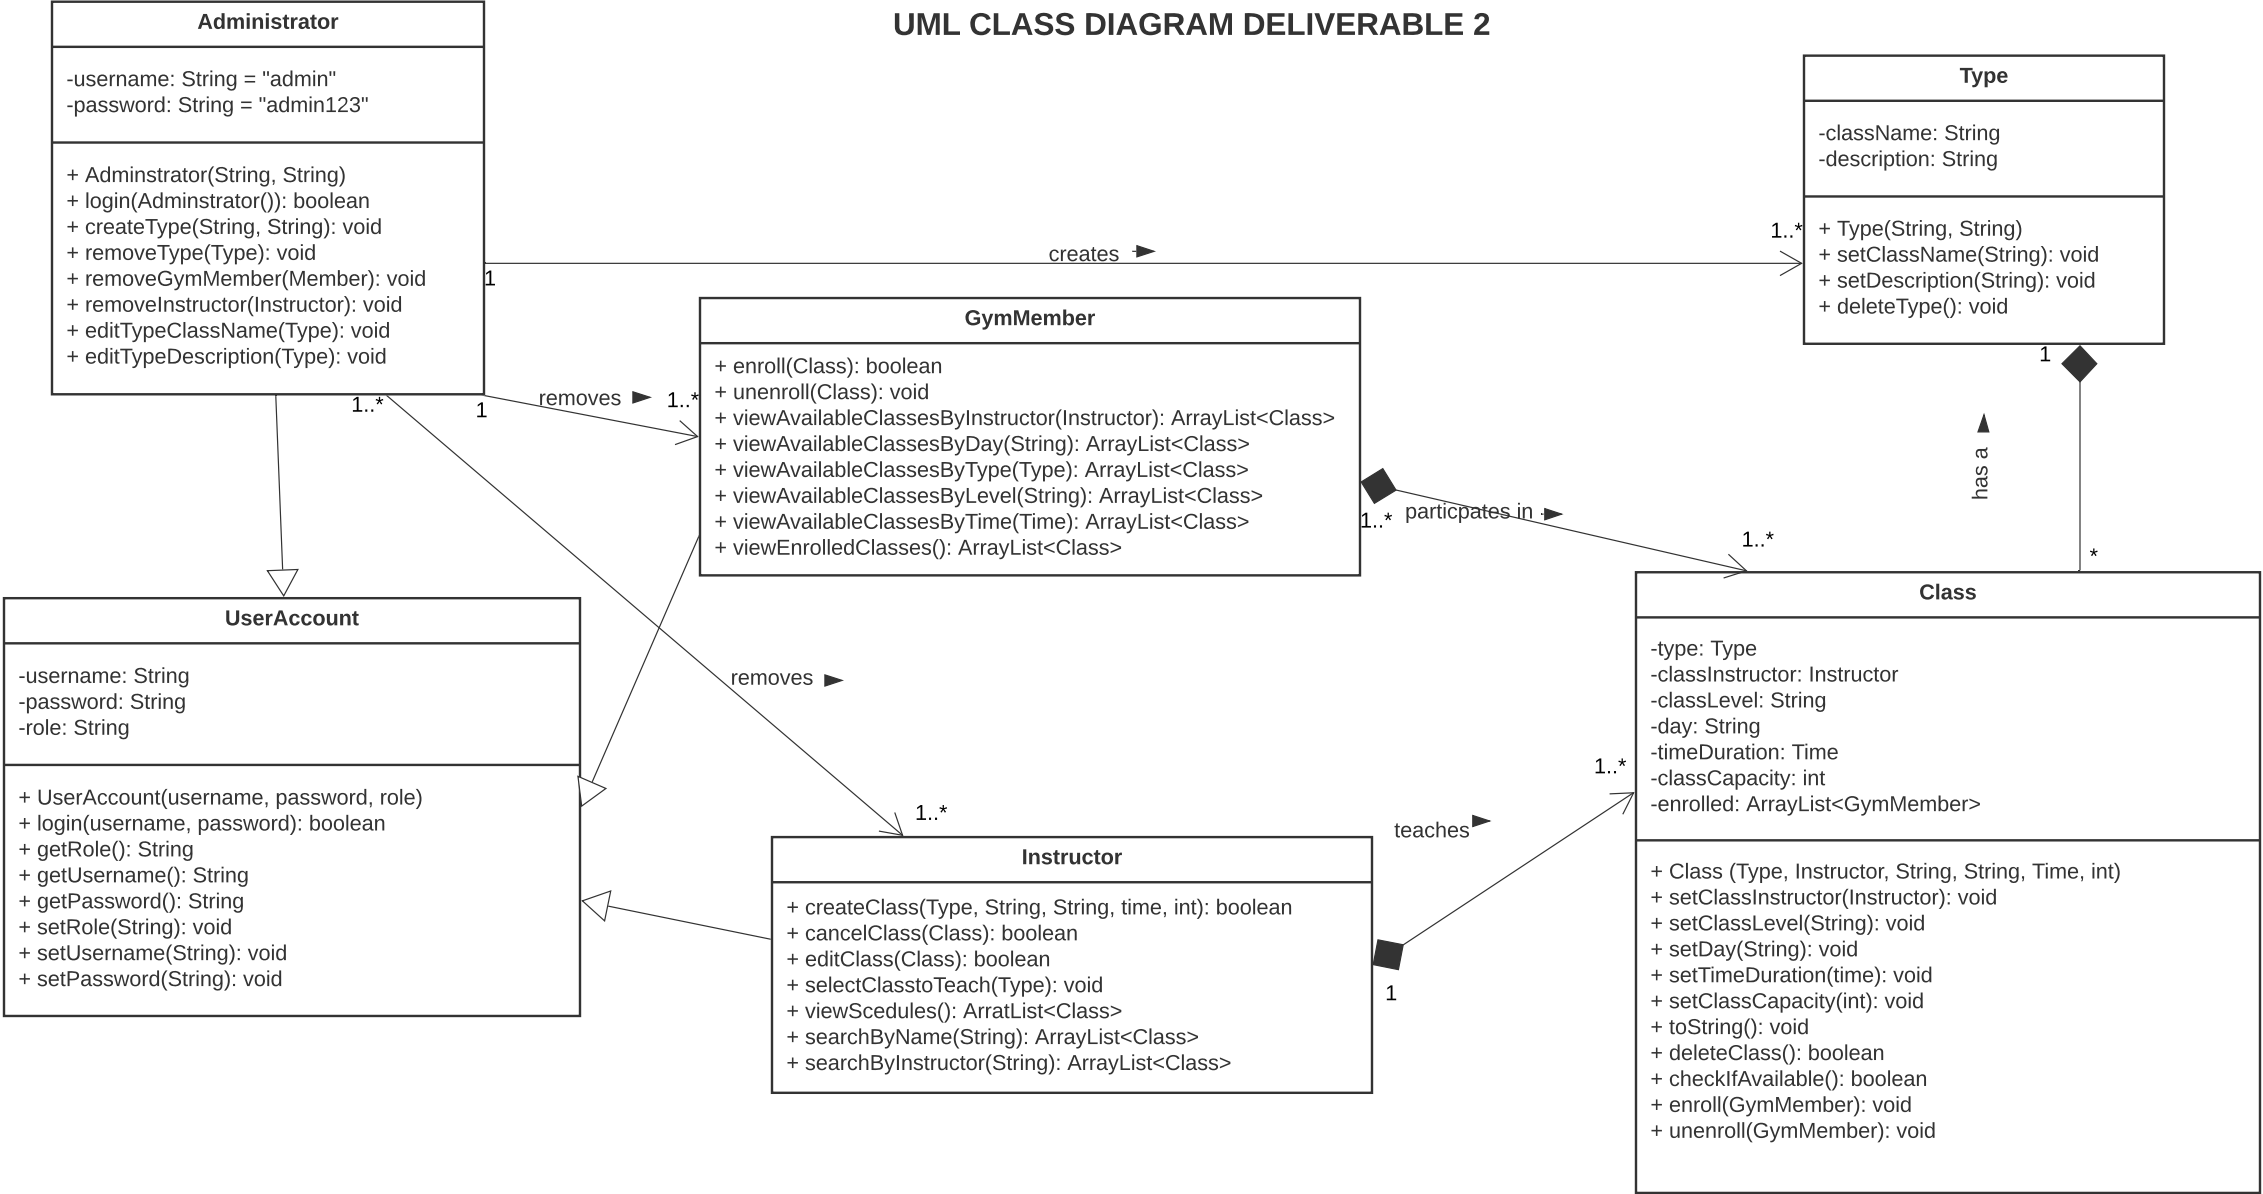 UML CLASS DIAGRAM DELIVERABLE 2
Administrator
-username: String = "admin"
-password: String = "admin123"
+ Adminstrator(String, String)
+ login(Adminstrator()): boolean
+ createType(String, String): void
+ removeType(Type): void
+ removeGymMember(Member): void
+ removeInstructor(Instructor): void
+ editTypeClassName(Type): void
+ editTypeDescription(Type): void
1
creates
1..*
Type
-className: String
-description: String
+ Type(String, String)
+ setClassName(String): void
+ setDescription(String): void
+ deleteType(): void
1..*
1
removes
1..*
GymMember
+ enroll(Class): boolean
+ unenroll(Class): void
+ viewAvailableClassesByInstructor(Instructor): ArrayList<Class>
+ viewAvailableClassesByDay(String): ArrayList<Class>
+ viewAvailableClassesByType(Type): ArrayList<Class>
+ viewAvailableClassesByLevel(String): ArrayList<Class>
+ viewAvailableClassesByTime(Time): ArrayList<Class>
+ viewEnrolledClasses(): ArrayList<Class>
1..*
particpates in
1..*
1
has a
*
UserAccount
-username: String
-password: String
-role: String
+ UserAccount(username, password, role)
+ login(username, password): boolean
+ getRole(): String
+ getUsername(): String
+ getPassword(): String
+ setRole(String): void
+ setUsername(String): void
+ setPassword(String): void
removes
1..*
Instructor
+ createClass(Type, String, String, time, int): boolean
+ cancelClass(Class): boolean
+ editClass(Class): boolean
+ selectClasstoTeach(Type): void
+ viewScedules(): ArratList<Class>
+ searchByName(String): ArrayList<Class>
+ searchByInstructor(String): ArrayList<Class>
1
teaches
1..*
Class
-type: Type
-classInstructor: Instructor
-classLevel: String
-day: String
-timeDuration: Time
-classCapacity: int
-enrolled: ArrayList<GymMember>
+ Class (Type, Instructor, String, String, Time, int)
+ setClassInstructor(Instructor): void
+ setClassLevel(String): void
+ setDay(String): void
+ setTimeDuration(time): void
+ setClassCapacity(int): void
+ toString(): void
+ deleteClass(): boolean
+ checkIfAvailable(): boolean
+ enroll(GymMember): void
+ unenroll(GymMember): void